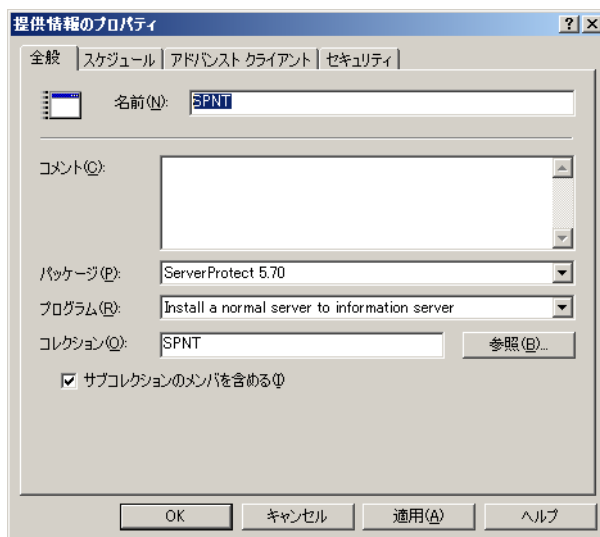 提供情報のプロパティ
全般 スケジュール アドバンスト クライアント セキュリティ
名前(N): SPNT
コメント(C):
パッケージ(P): ServerProtect 5.70
プログラム(R): Install a normal server to information server
コレクション(O): SPNT 参照(B)...
サブコレクションのメンバを含める(I)
OK キャンセル 適用(A) ヘルプ